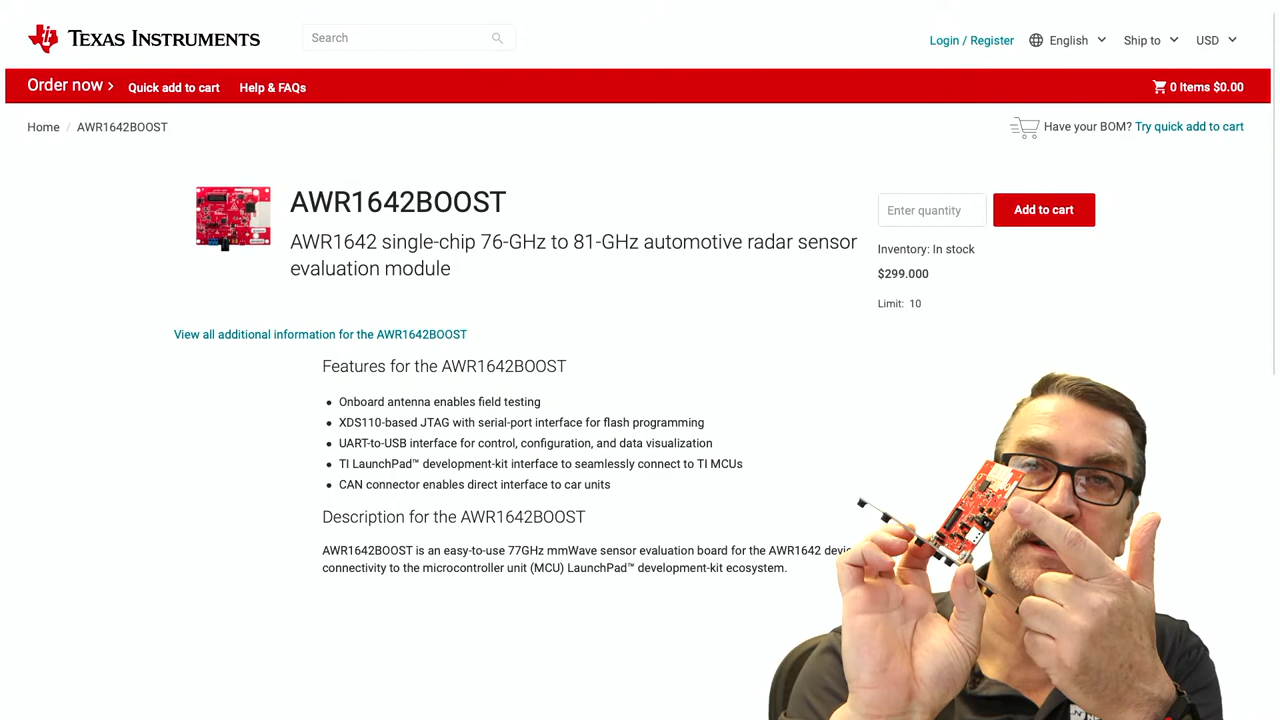 TEXAS INSTRUMENTS
Search
Login / Register
English
Ship to
USD
Order now
Quick add to cart
Help & FAQs
0 Items $0.00
Home / AWR1642BOOST
Have your BOM? Try quick add to cart
AWR1642BOOST
AWR1642 single-chip 76-GHz to 81-GHz automotive radar sensor
evaluation module
Enter quantity
Add to cart
Inventory: In stock
$299.000
Limit: 10
View all additional information for the AWR1642BOOST
Features for the AWR1642BOOST
• Onboard antenna enables field testing
• XDS110-based JTAG with serial-port interface for flash programming
• UART-to-USB interface for control, configuration, and data visualization
• TI LaunchPad™ development-kit interface to seamlessly connect to TI MCUs
• CAN connector enables direct interface to car units
Description for the AWR1642BOOST
AWR1642BOOST is an easy-to-use 77GHz mmWave sensor evaluation board for the AWR1642
connectivity to the microcontroller unit (MCU) LaunchPad™ development-kit ecosystem.